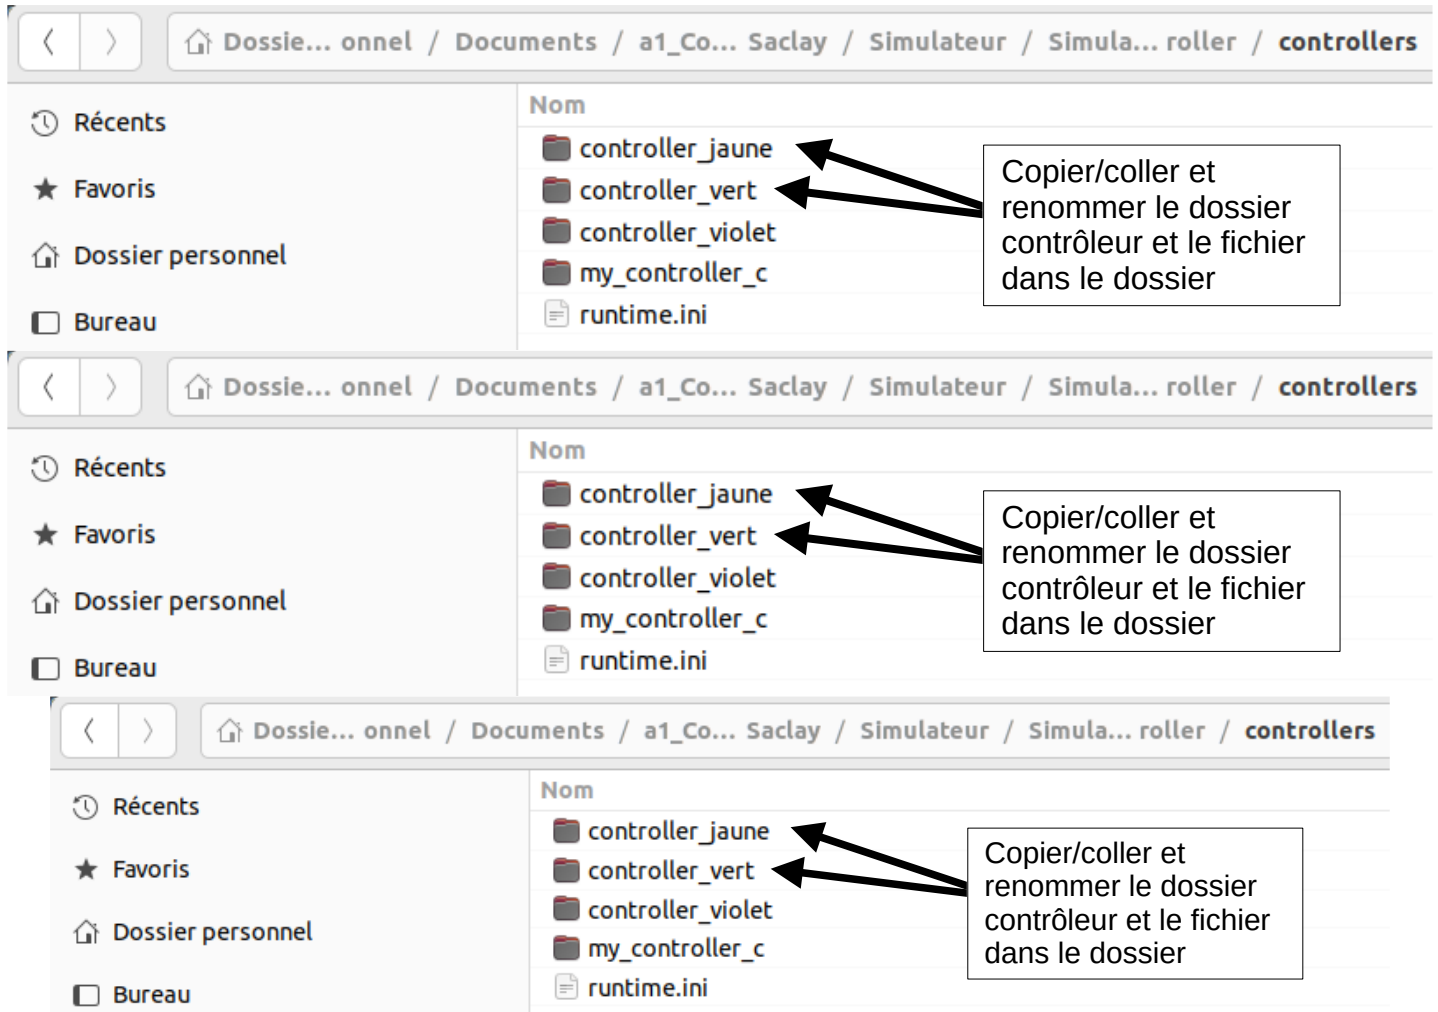 Dossie... onnel / Documents / a1_Co... Saclay / Simulateur / Simula... roller / controllers
Récents
Favoris
Dossier personnel
Bureau
Nom
controller_jaune
controller_vert
controller_violet
my_controller_c
runtime.ini
Copier/coller et
renommer le dossier
contrôleur et le fichier
dans le dossier
Dossie... onnel / Documents / a1_Co... Saclay / Simulateur / Simula... roller / controllers
Récents
Favoris
Dossier personnel
Bureau
Nom
controller_jaune
controller_vert
controller_violet
my_controller_c
runtime.ini
Copier/coller et
renommer le dossier
contrôleur et le fichier
dans le dossier
Dossie... onnel / Documents / a1_Co... Saclay / Simulateur / Simula... roller / controllers
Récents
Favoris
Dossier personnel
Bureau
Nom
controller_jaune
controller_vert
controller_violet
my_controller_c
runtime.ini
Copier/coller et
renommer le dossier
contrôleur et le fichier
dans le dossier